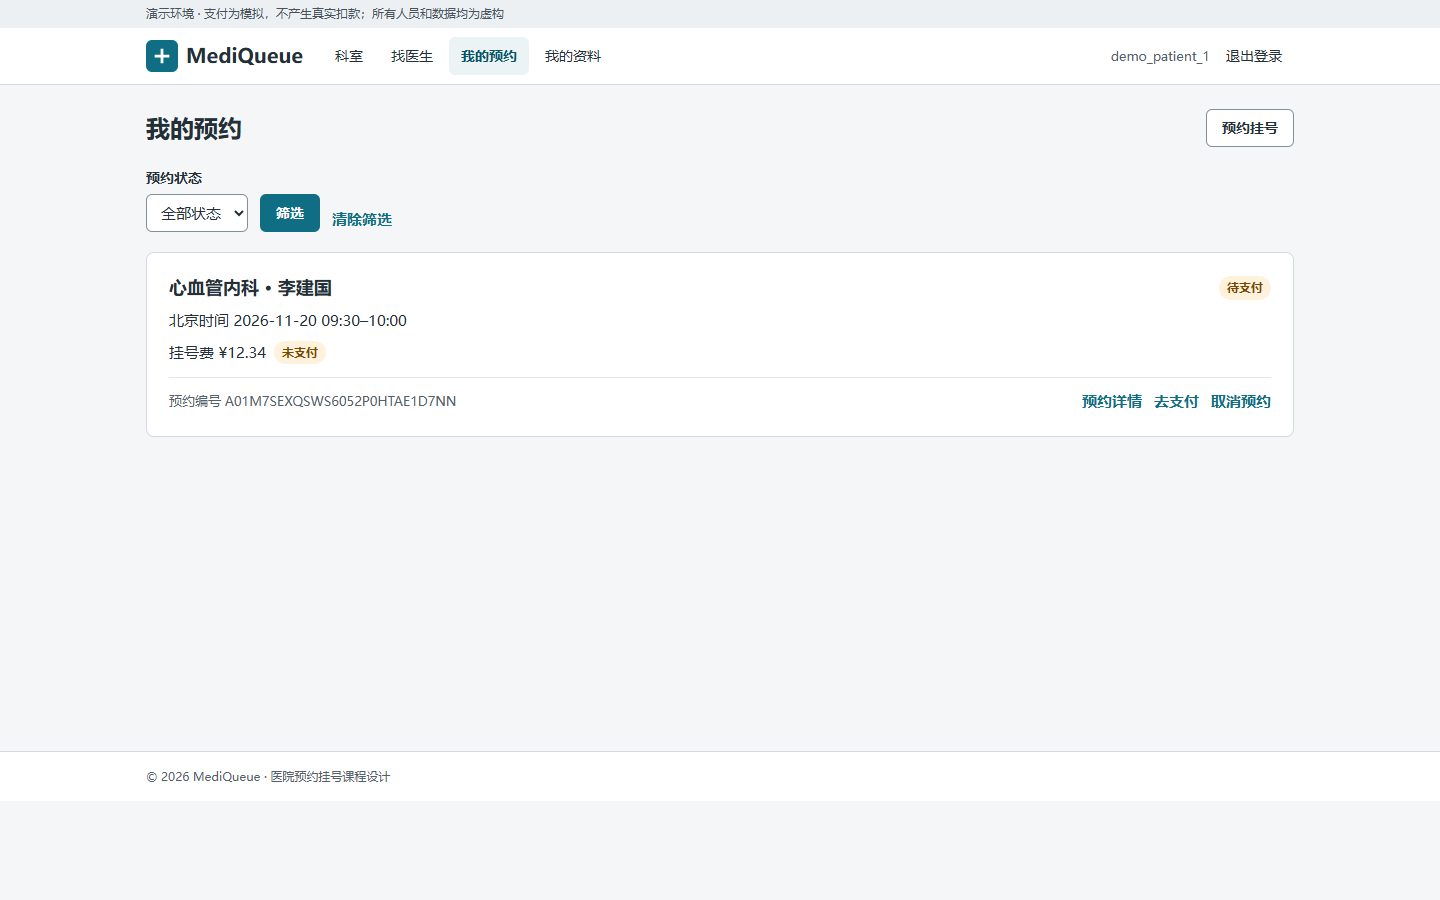 演示环境 · 支付为模拟，不产生真实扣款；所有人员和数据均为虚构
MediQueue 科室 找医生 我的预约 我的资料 demo_patient_1 退出登录
我的预约 预约挂号
预约状态
全部状态 筛选 清除筛选
心血管内科 • 李建国 待支付
北京时间 2026-11-20 09:30–10:00
挂号费 ¥12.34 未支付
预约编号 A01M7SEXQSWS6052P0HTAE1D7NN 预约详情 去支付 取消预约
© 2026 MediQueue · 医院预约挂号课程设计